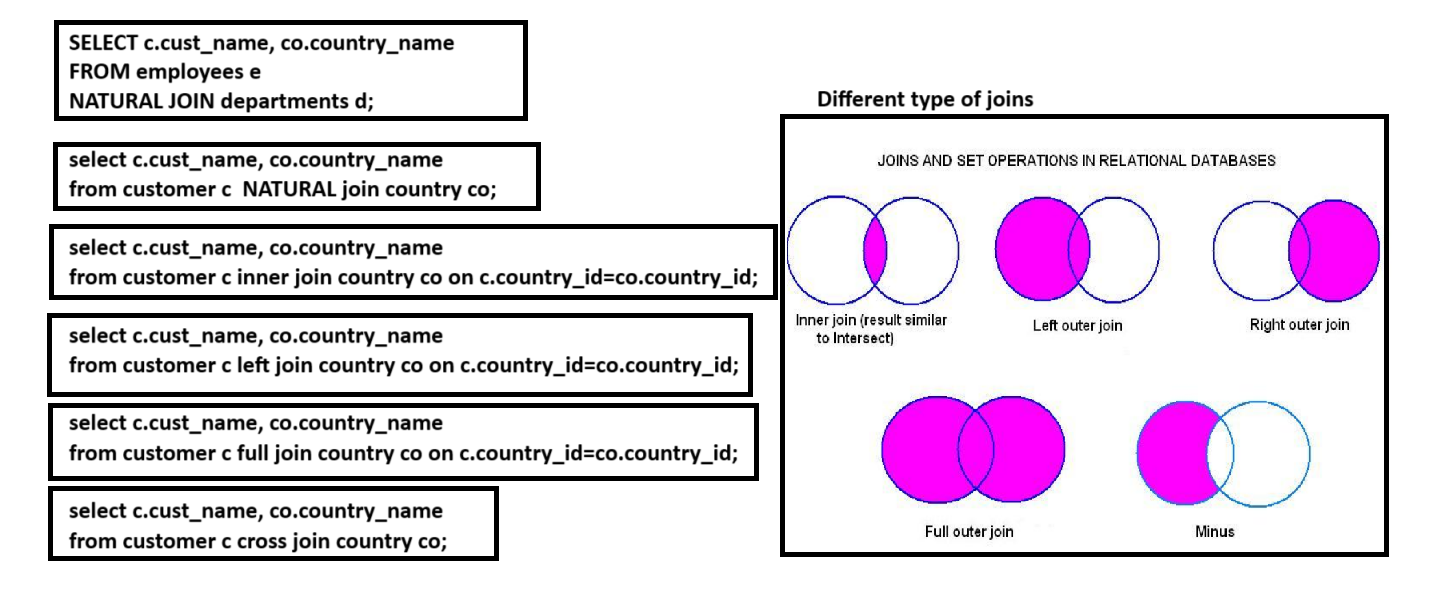 SELECT c.cust_name, co.country_name
FROM employees e
NATURAL JOIN departments d;
select c.cust_name, co.country_name
from customer c  NATURAL join country co;
select c.cust_name, co.country_name
from customer c inner join country co on c.country_id=co.country_id;
select c.cust_name, co.country_name
from customer c left join country co on c.country_id=co.country_id;
select c.cust_name, co.country_name
from customer c full join country co on c.country_id=co.country_id;
select c.cust_name, co.country_name
from customer c cross join country co;
Different type of joins
JOINS AND SET OPERATIONS IN RELATIONAL DATABASES
Inner join (result similar
to Intersect)
Left outer join
Right outer join
Full outer join
Minus